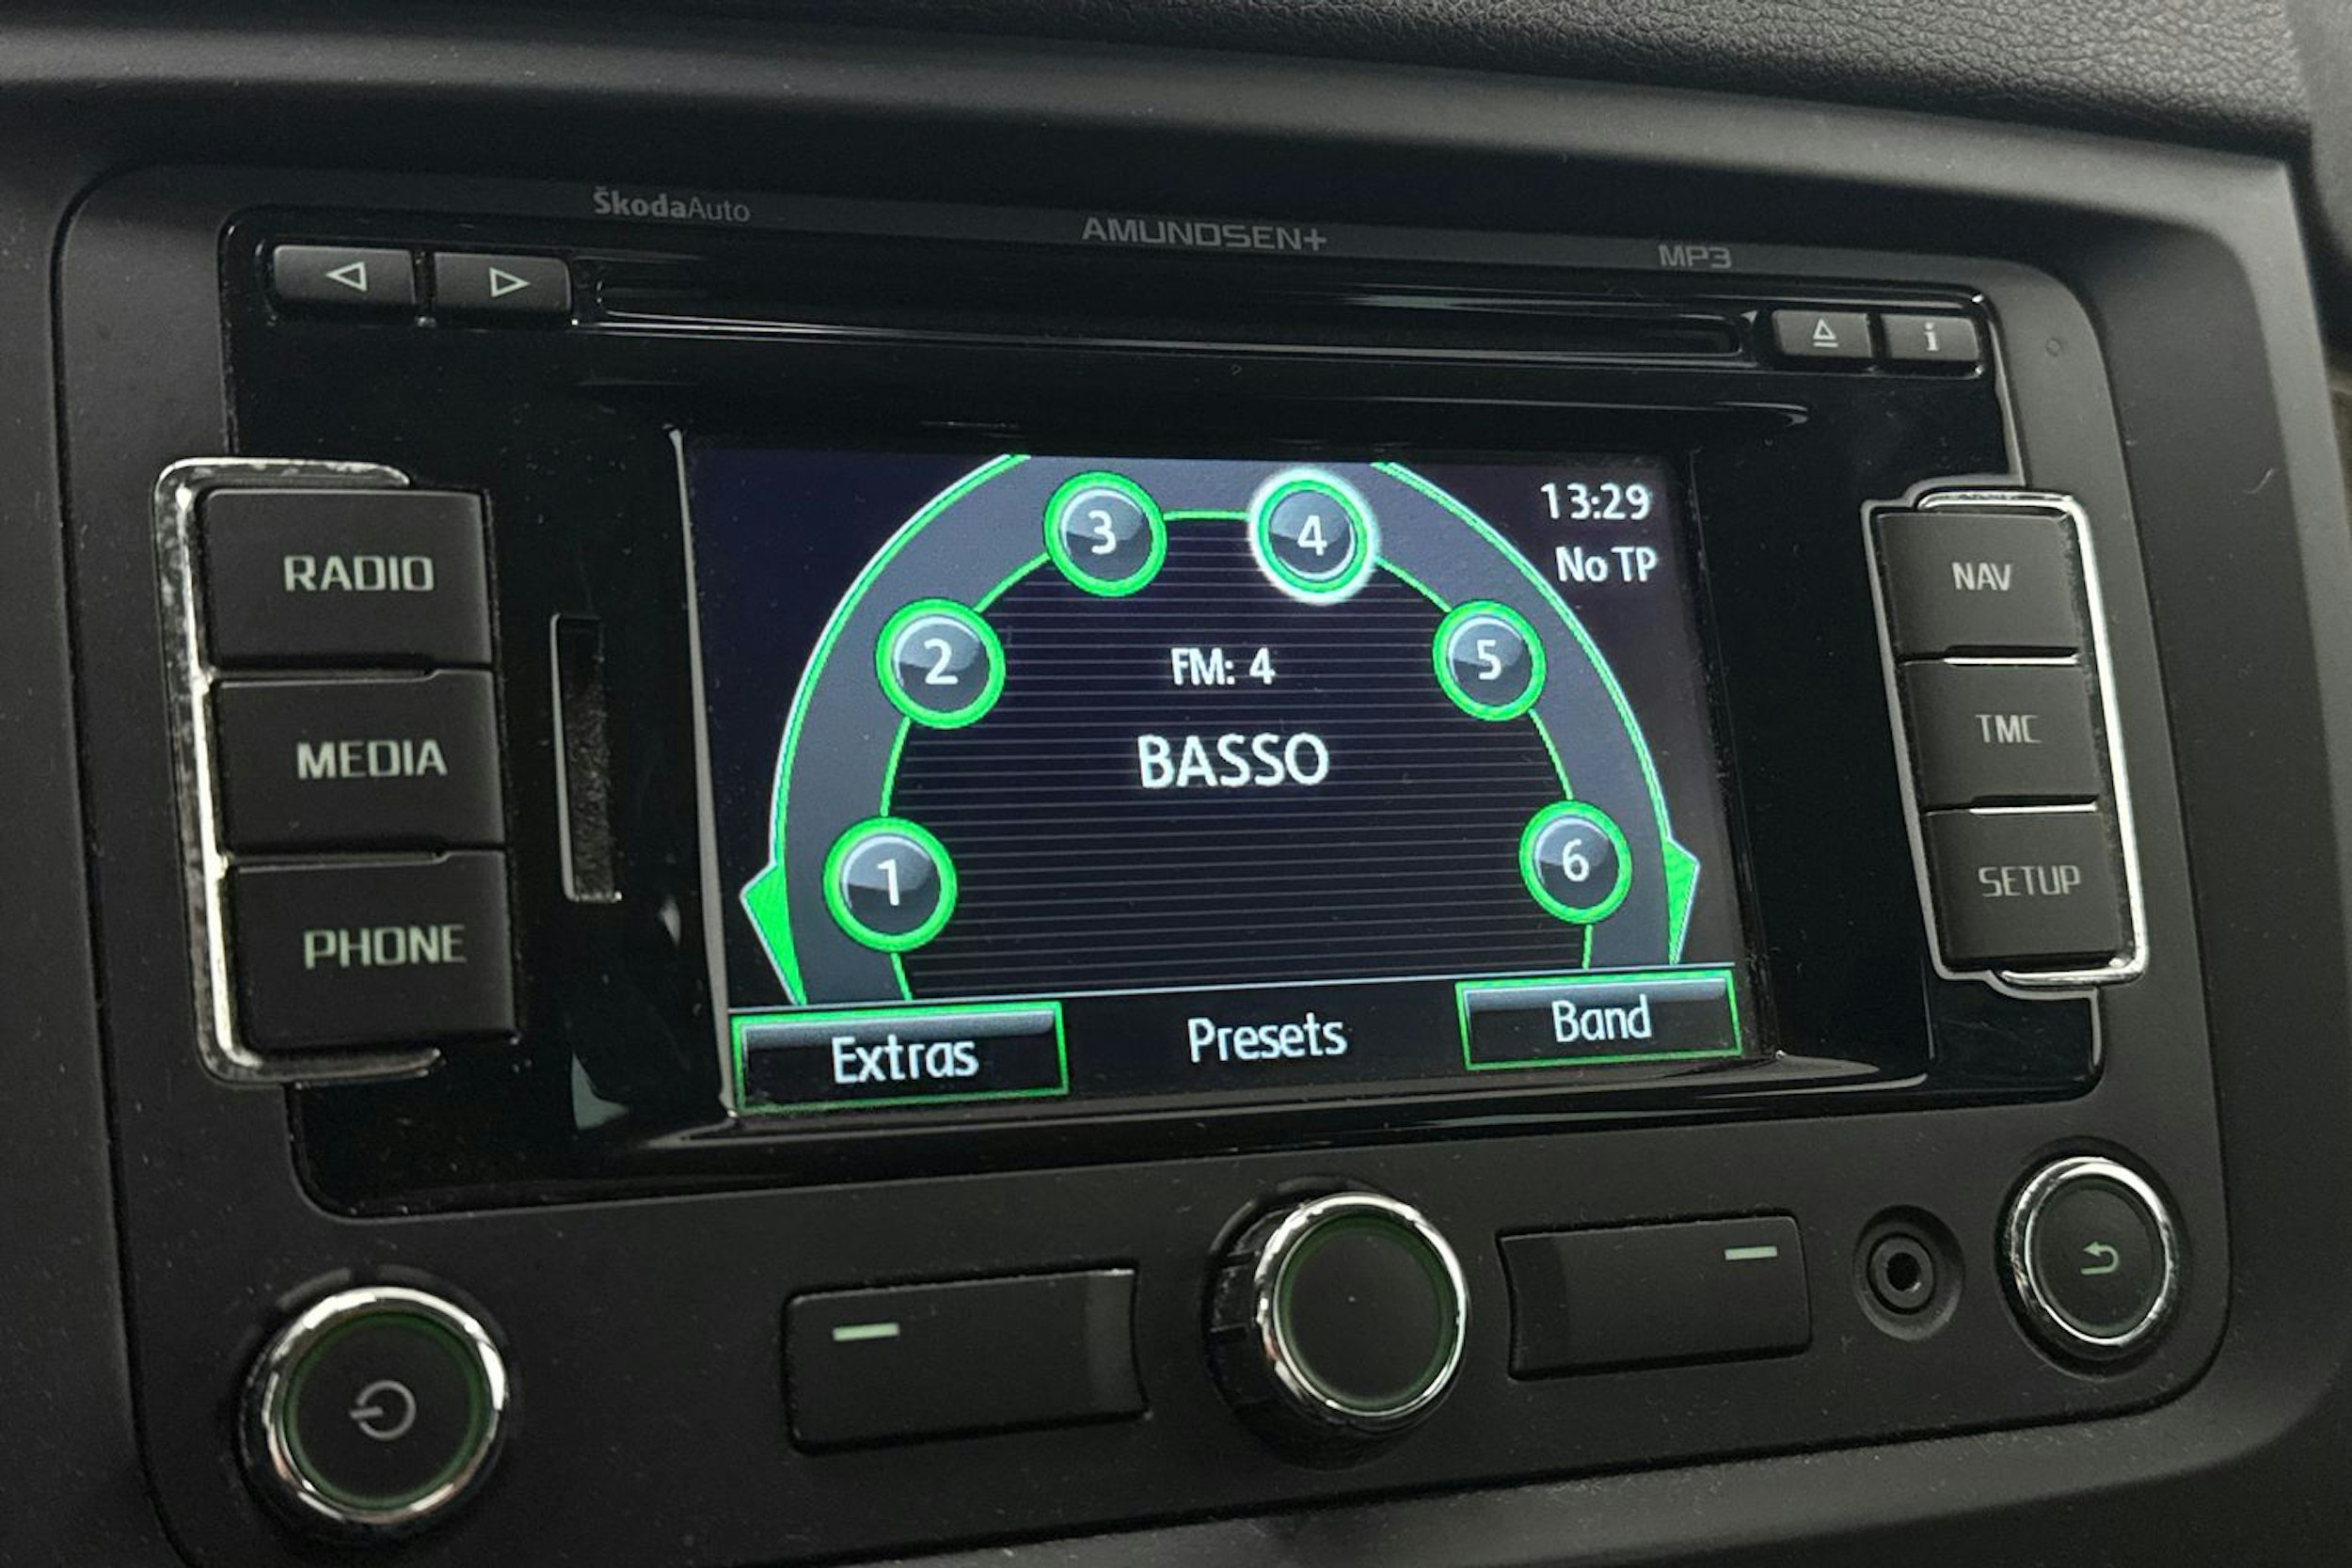 ŠkodaAuto
AMUNDSEN+
MP3
i
RADIO
MEDIA
PHONE
3
4
13:29
No TP
2
5
FM: 4
BASSO
1
6
Extras
Presets
Band
NAV
TMC
SETUP